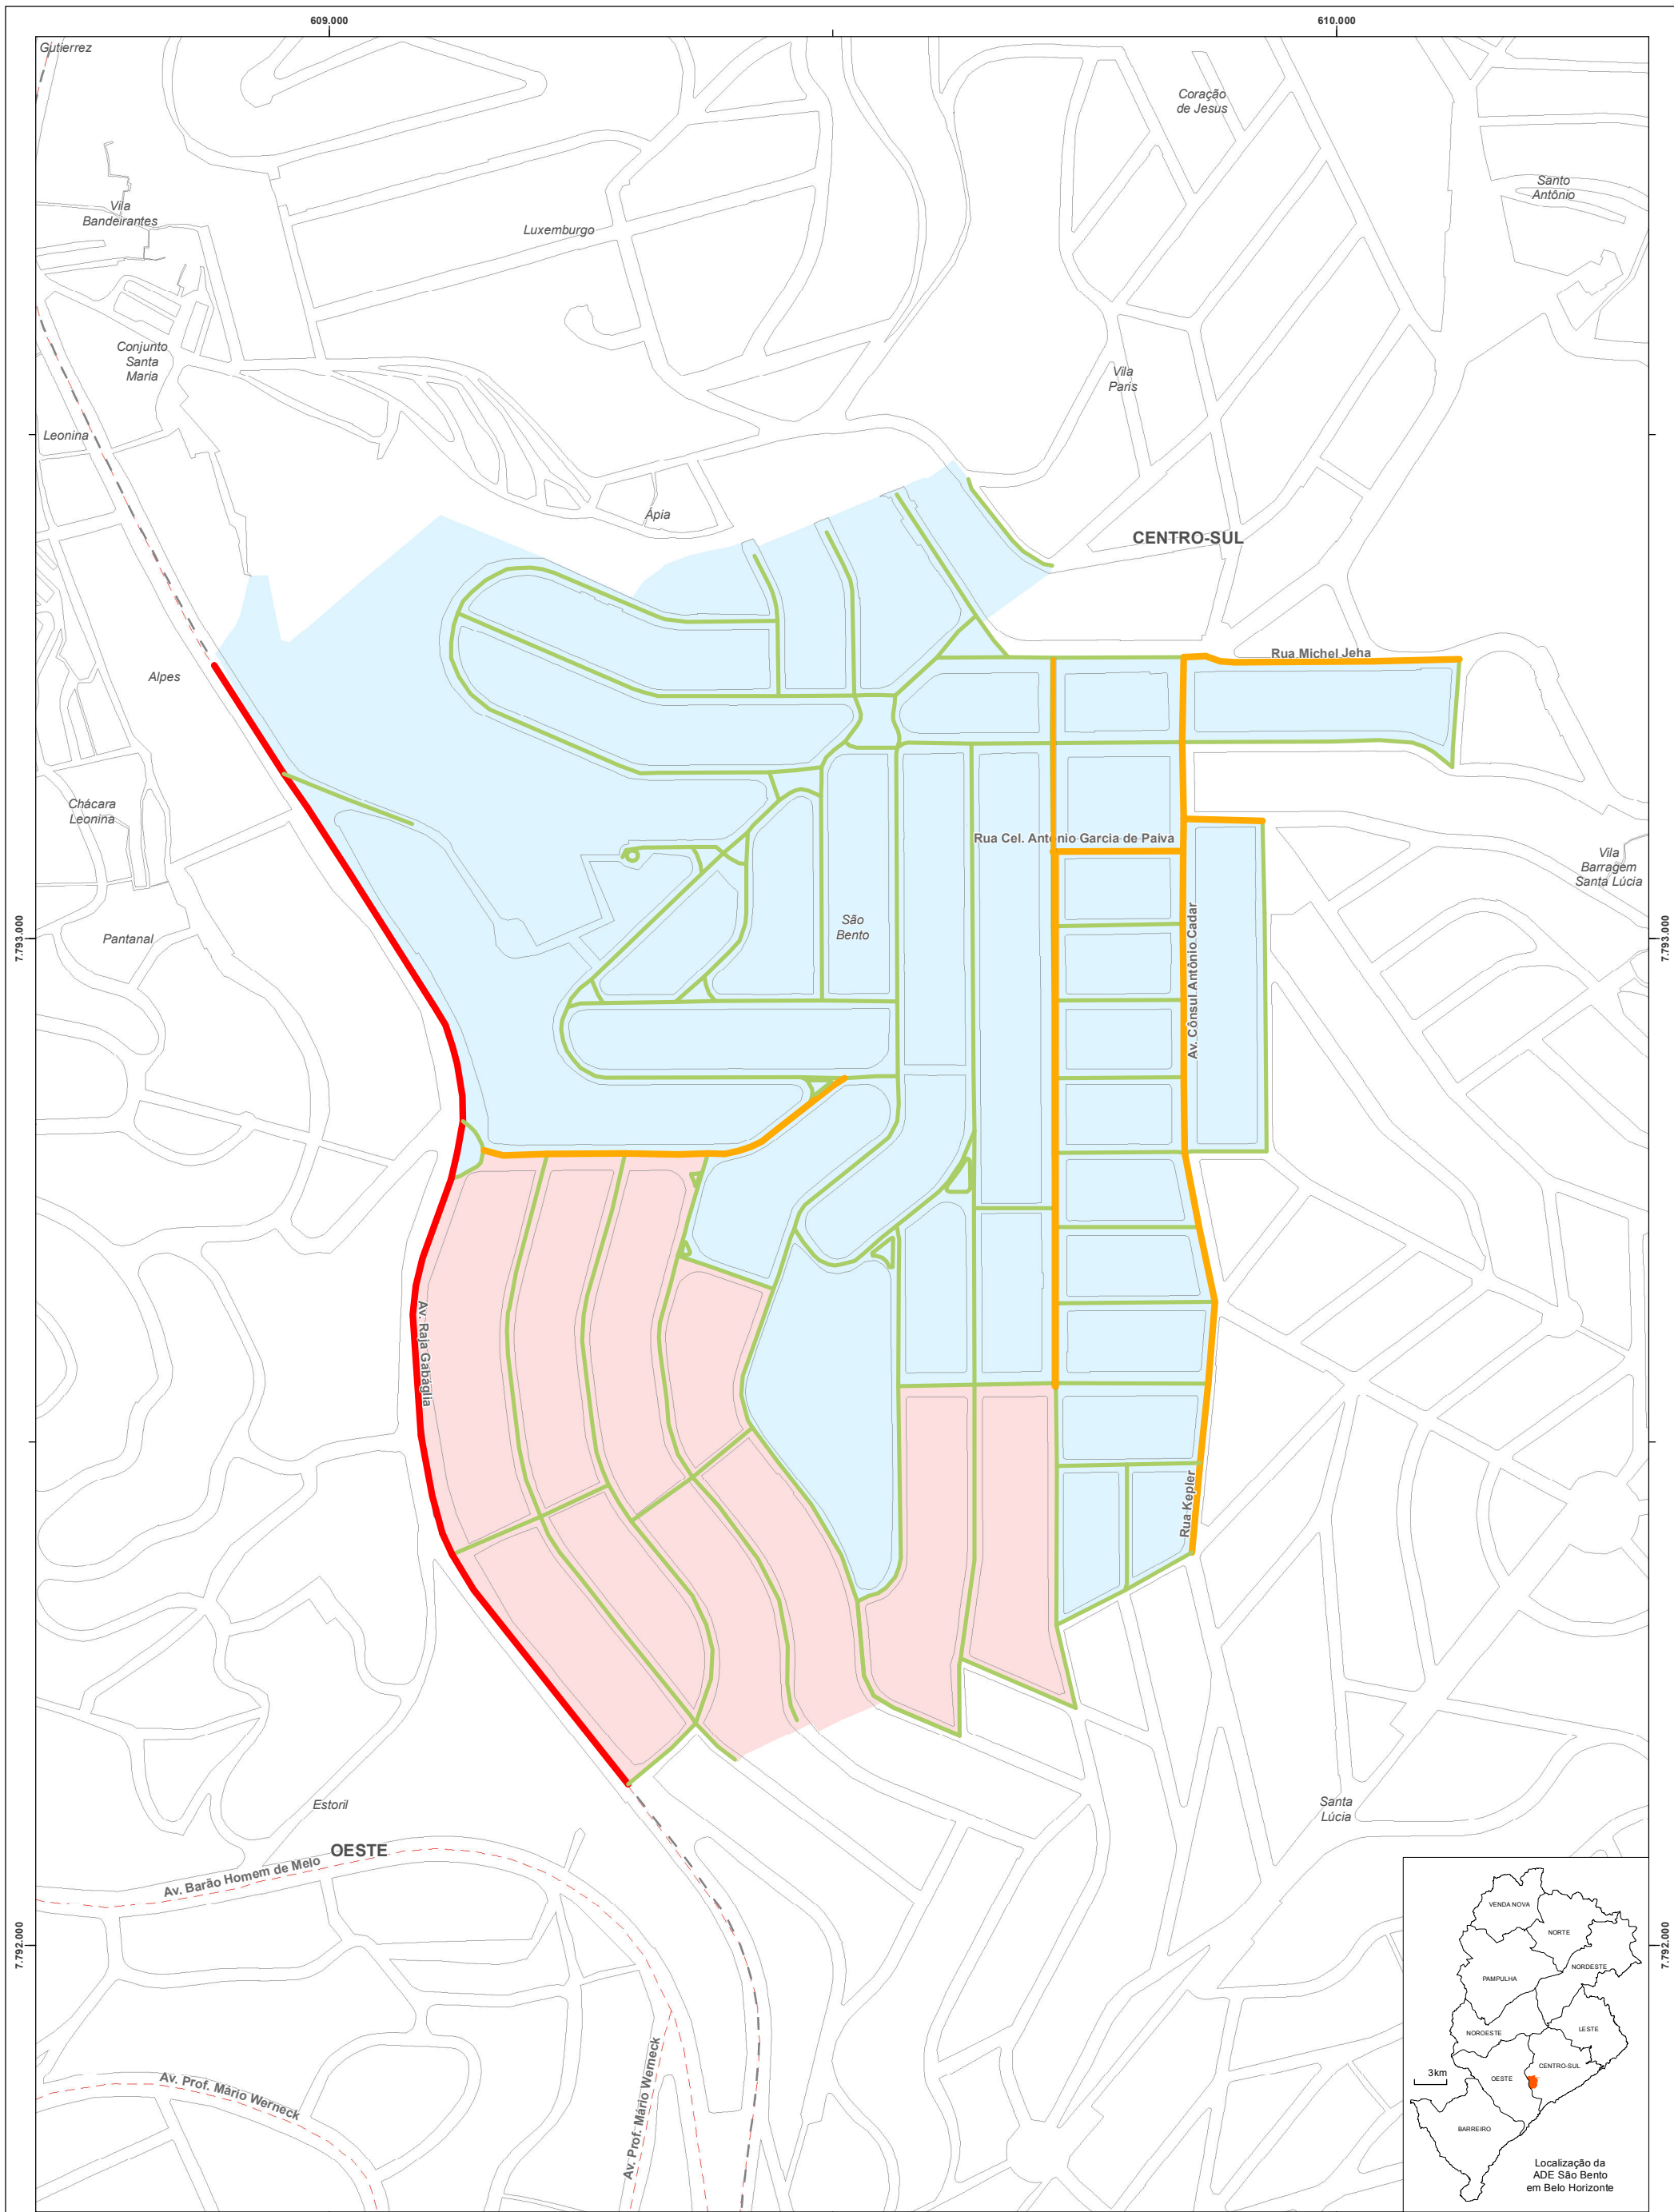 609.000
610.000
Gutierrez
Coração
de Jesus
Santo
Antônio
Vila
Bandeirantes
Luxemburgo
Conjunto
Santa
Maria
Vila
Paris
Leonina
Ápia
CENTRO-SUL
Rua Michel Jeha
Alpes
Chácara
Leonina
Rua Cel. Antônio Garcia de Paiva
Vila
Barragem
Santa Lúcia
São
Bento
Pantanal
7.793.000
7.793.000
Av. Cônsul Antônio Cadar
Av. Raja Gabáglia
Rua Kepler
Estoril
Santa
Lúcia
OESTE
Av. Barão Homem de Melo
7.792.000
7.792.000
Av. Prof. Mário Werneck
Av. Prof. Mário Werneck
VENDA NOVA
NORTE
NORDESTE
PAMPULHA
NOROESTE
LESTE
CENTRO-SUL
3km
OESTE
BARREIRO
Localização da
ADE São Bento
em Belo Horizonte